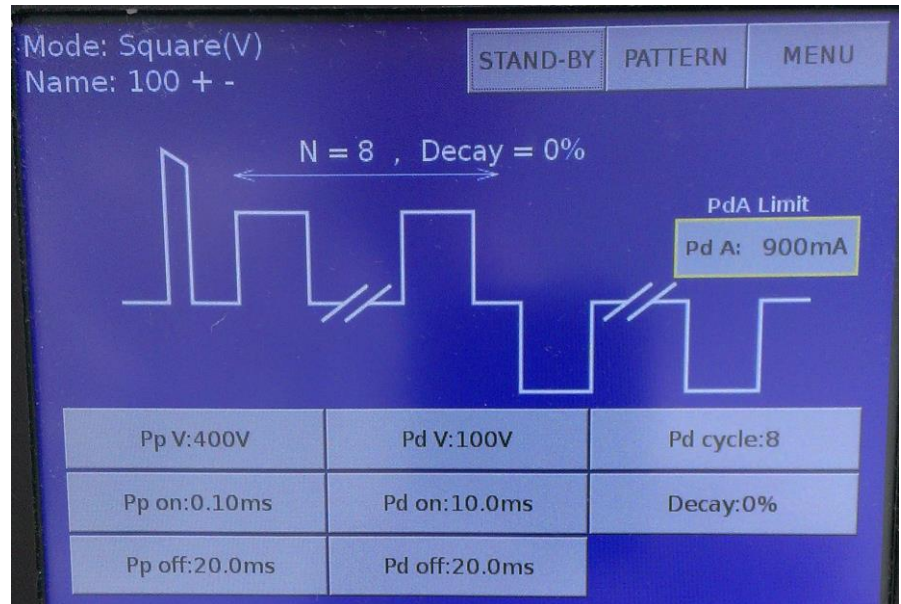 Mode: Square(V)
Name: 100 + -
STAND-BY PATTERN MENU
N = 8 , Decay = 0%
PdA Limit
Pd A: 900mA
Pp V:400V Pd V:100V Pd cycle:8
Pp on:0.10ms Pd on:10.0ms Decay:0%
Pp off:20.0ms Pd off:20.0ms